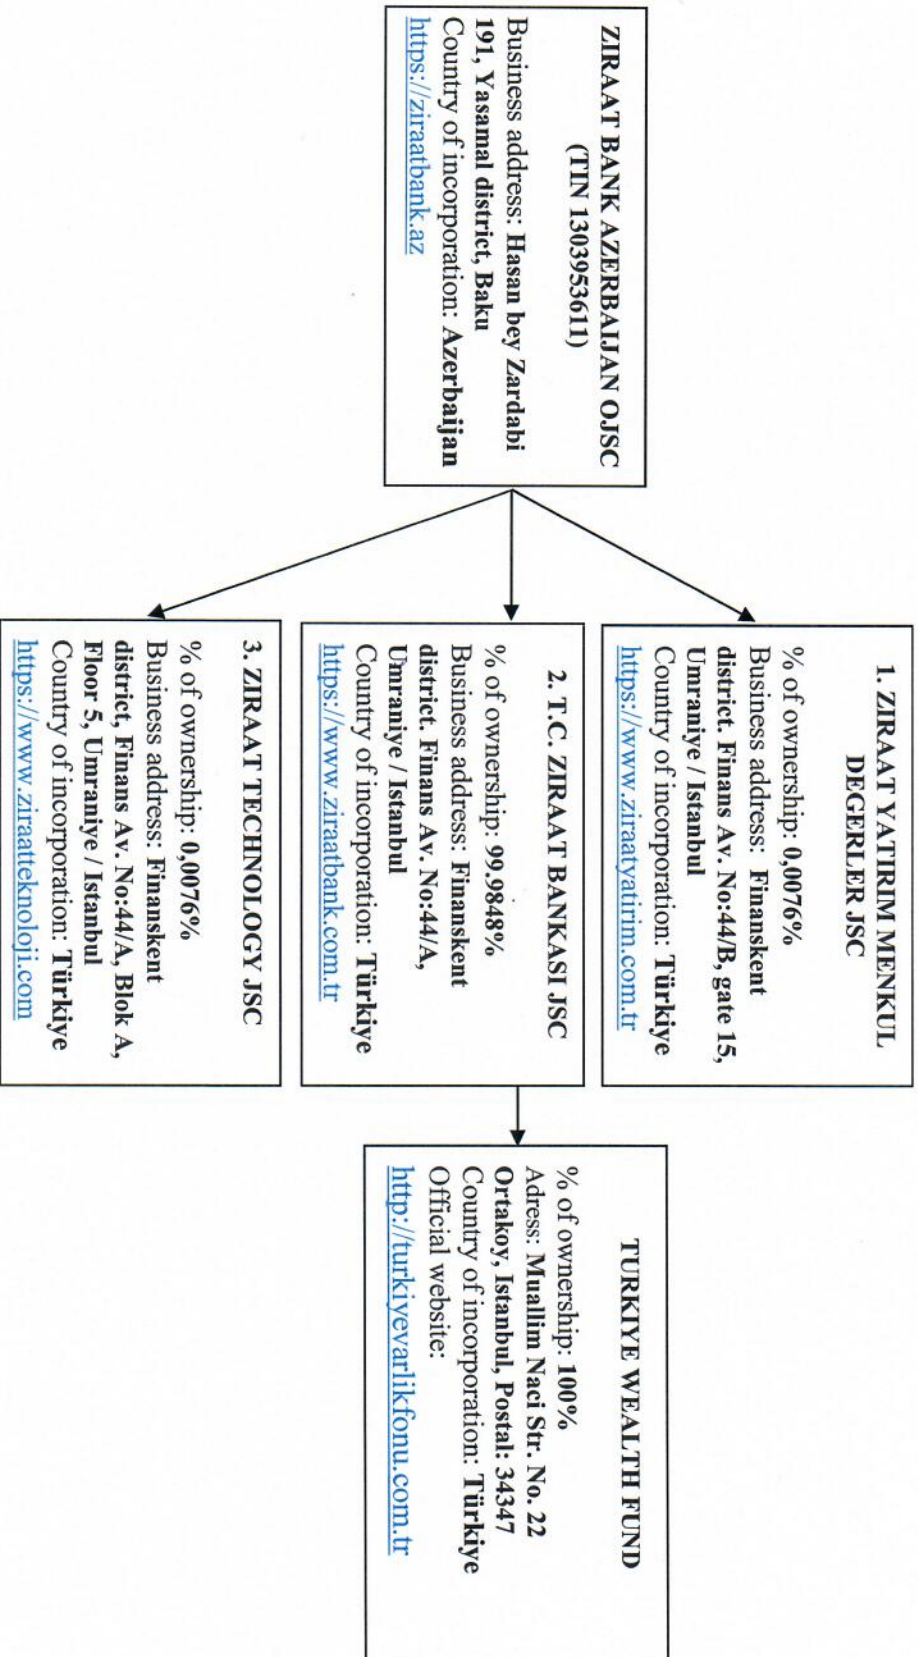 ZIRAAT BANK AZERBAIJAN OJSC
(TIN 1303953611)
Business address: Hasan bey Zardabi
191, Yasamal district, Baku
Country of incorporation: Azerbaijan
https://ziraatbank.az
1. ZIRAAT YATIRIM MENKUL
DEGERLER JSC
% of ownership: 0,0076%
Business address: Finanskent
district. Finans Av. No:44/B, gate 15,
Umraniye / Istanbul
Country of incorporation: Türkiye
https://www.ziraatyatirim.com.tr
2. T.C. ZIRAAT BANKASI JSC
% of ownership: 99.9848%
Business address: Finanskent
district. Finans Av. No:44/A,
Umraniye / Istanbul
Country of incorporation: Türkiye
https://www.ziraatbank.com.tr
3. ZIRAAT TECHNOLOGY JSC
% of ownership: 0,0076%
Business address: Finanskent
district, Finans Av. No:44/A, Blok A,
Floor 5, Umraniye / Istanbul
Country of incorporation: Türkiye
https://www.ziraatteknoloji.com
TURKIYE WEALTH FUND
% of ownership: 100%
Adress: Muallim Naci Str. No. 22
Ortakoy, Istanbul, Postal: 34347
Country of incorporation: Türkiye
Official website:
http://turkiyevarlikfonu.com.tr